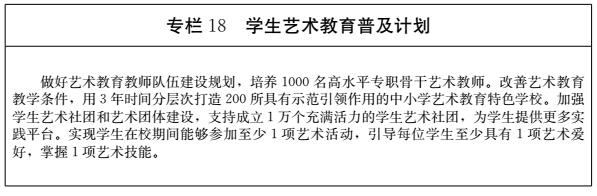 专栏 18 学生艺术教育普及计划
做好艺术教育教师队伍建设规划，培养 1000 名高水平专职骨干艺术教师。改善艺术教育
教学条件，用 3 年时间分层次打造 200 所具有示范引领作用的中小学艺术教育特色学校。加强
学生艺术社团和艺术团体建设，支持成立 1 万个充满活力的学生艺术社团，为学生提供更多实
践平台。实现学生在校期间能够参加至少 1 项艺术活动，引导每位学生至少具有 1 项艺术爱
好，掌握 1 项艺术技能。